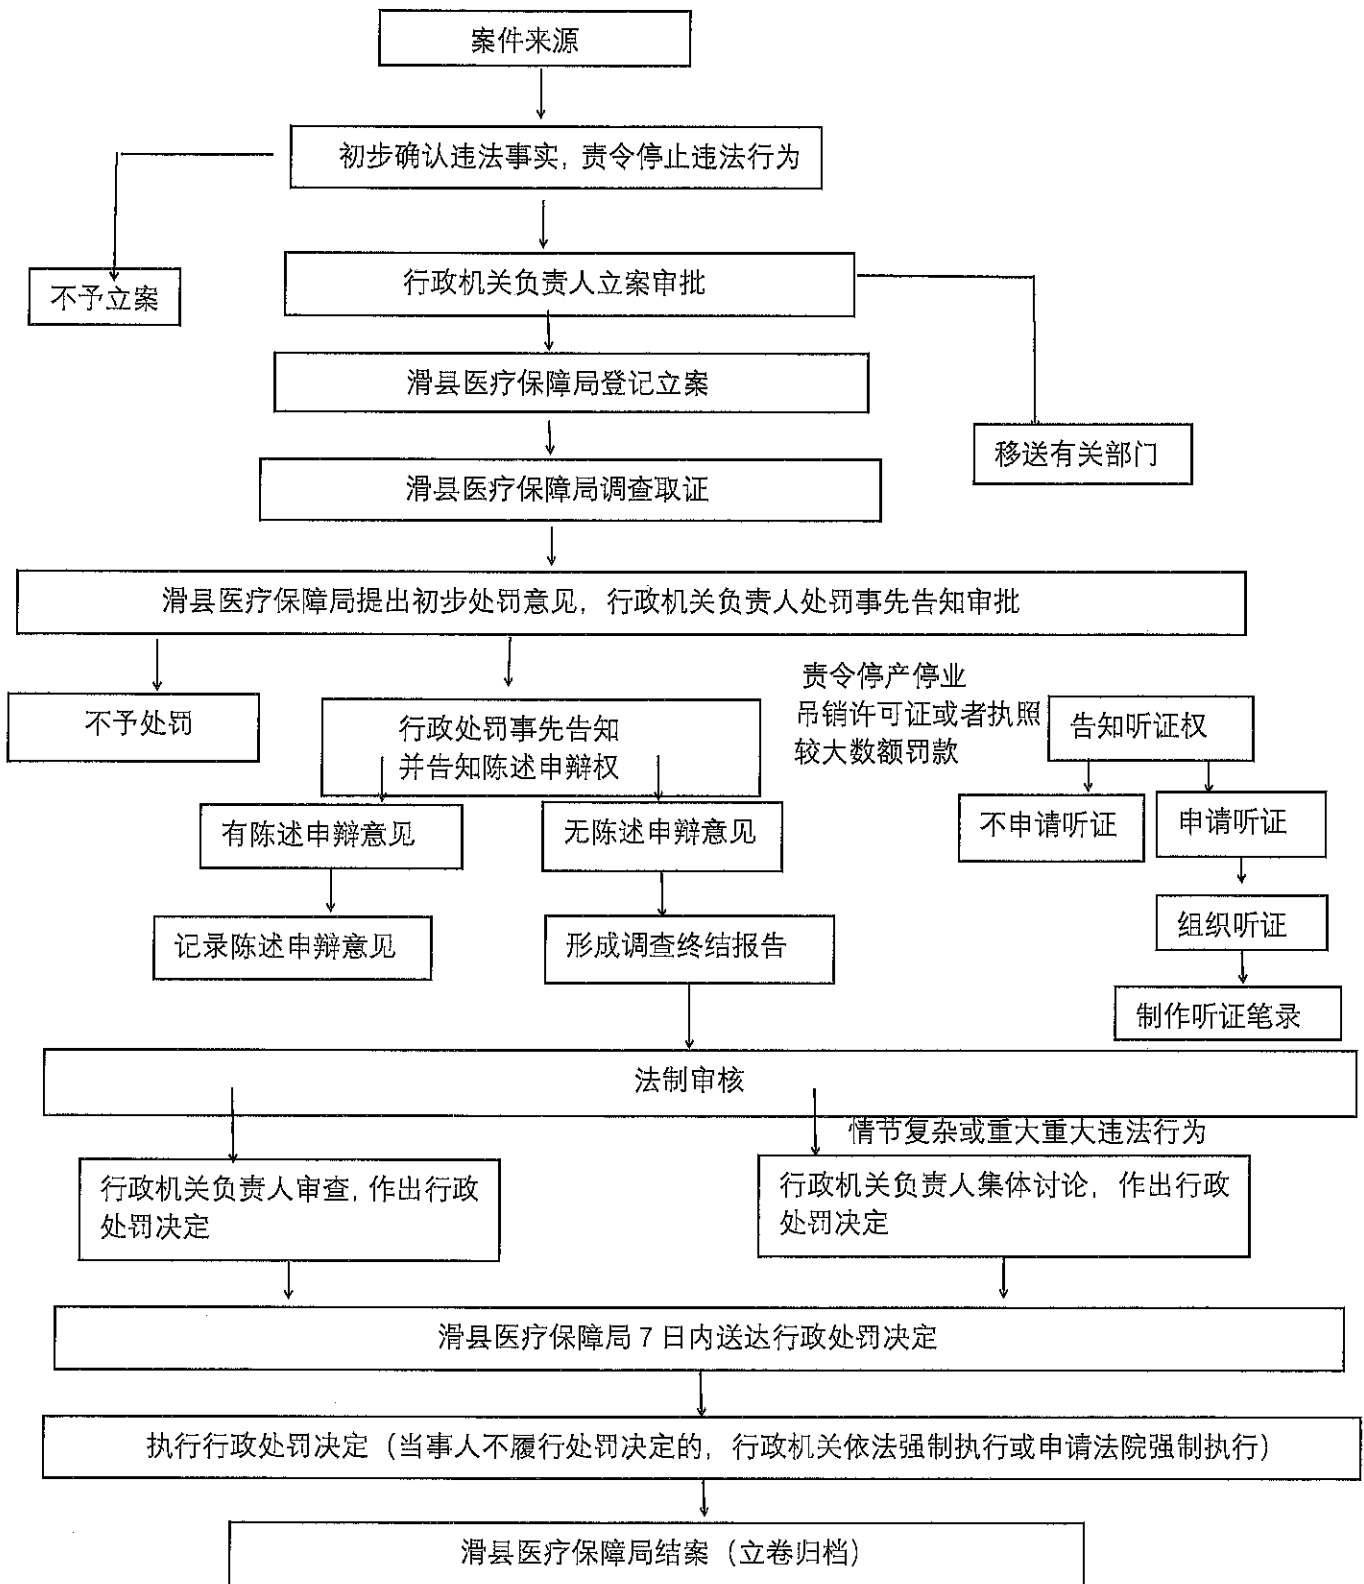 案件来源
初步确认违法事实，责令停止违法行为
不予立案
行政机关负责人立案审批
滑县医疗保障局登记立案
移送有关部门
滑县医疗保障局调查取证
滑县医疗保障局提出初步处罚意见，行政机关负责人处罚事先告知审批
不予处罚
行政处罚事先告知
并告知陈述申辩权
责令停产停业
吊销许可证或者执照
较大数额罚款
告知听证权
有陈述申辩意见
无陈述申辩意见
不申请听证
申请听证
记录陈述申辩意见
形成调查终结报告
组织听证
制作听证笔录
法制审核
情节复杂或重大重大违法行为
行政机关负责人审查，作出行政
处罚决定
行政机关负责人集体讨论，作出行政
处罚决定
滑县医疗保障局7日内送达行政处罚决定
执行行政处罚决定（当事人不履行处罚决定的，行政机关依法强制执行或申请法院强制执行）
滑县医疗保障局结案（立卷归档）